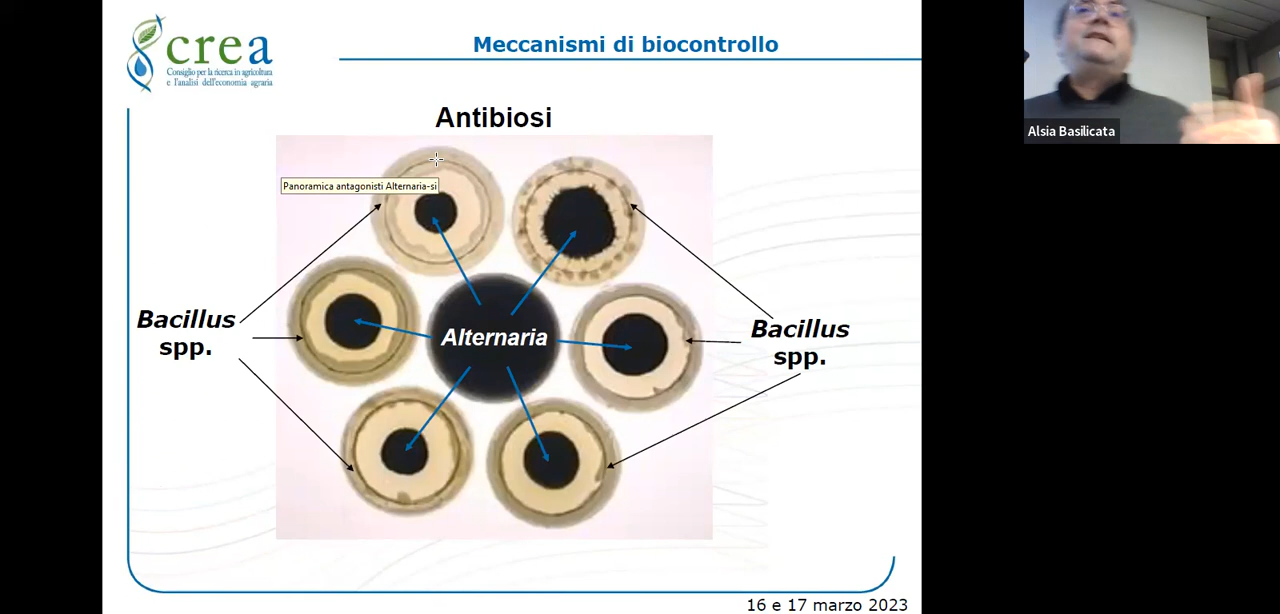 crea
Consiglio per la ricerca in agricoltura
e l'analisi dell'economia agraria
Meccanismi di biocontrollo
Alsia Basilicata
Antibiosi
Panoramica antagonisti Alternaria-si
Bacillus
spp.
Alternaria
Bacillus
spp.
16 e 17 marzo 2023